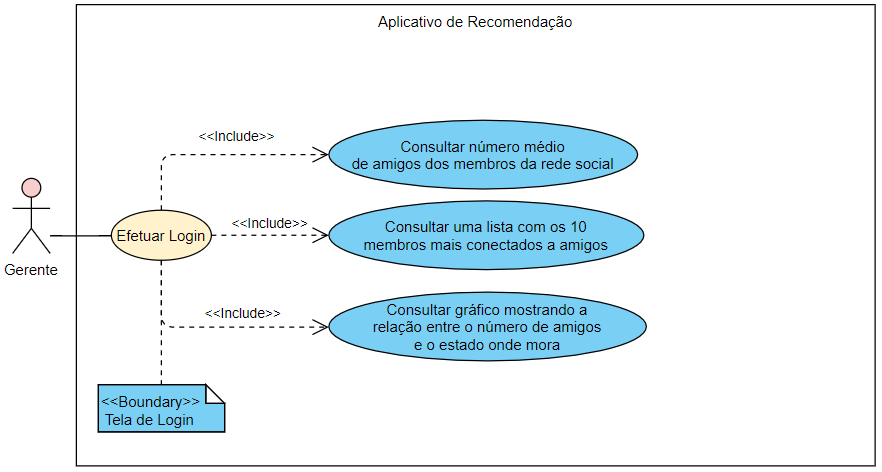 Aplicativo de Recomendação
<<Include>>
Consultar número médio
de amigos dos membros da rede social
Gerente
Efetuar Login
<<Include>>
Consultar uma lista com os 10
membros mais conectados a amigos
<<Include>>
Consultar gráfico mostrando a
relação entre o número de amigos
e o estado onde mora
<<Boundary>>
Tela de Login